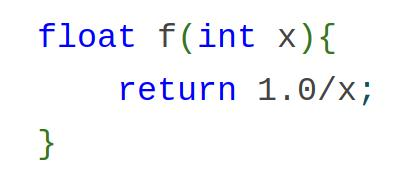 float f(int x){
    return 1.0/x;
}